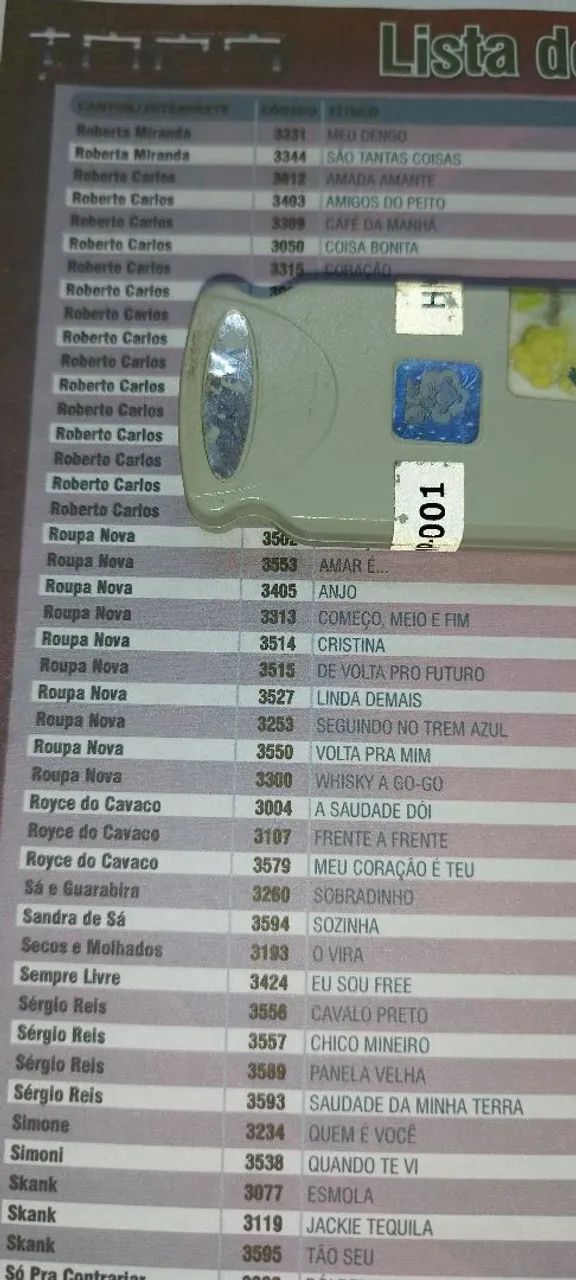 Lista d
CANTOR/INTÉRPRETE CÓDIGO TÍTULO
Roberta Miranda 3331 MEU DENGO
Roberta Miranda 3344 SÃO TANTAS COISAS
Roberto Carlos 3012 AMADA AMANTE
Roberto Carlos 3403 AMIGOS DO PEITO
Roberto Carlos 3309 CAFÉ DA MANHÃ
Roberto Carlos 3050 COISA BONITA
Roberto Carlos 3315 CORAÇÃO
Roberto Carlos
Roberto Carlos
Roberto Carlos
Roberto Carlos
Roberto Carlos
Roberto Carlos
Roberto Carlos
Roberto Carlos
Roberto Carlos
Roberto Carlos
H
001
Roupa Nova
Roupa Nova 3553 AMAR É...
Roupa Nova 3405 ANJO
Roupa Nova 3313 COMEÇO, MEIO E FIM
Roupa Nova 3514 CRISTINA
Roupa Nova 3515 DE VOLTA PRO FUTURO
Roupa Nova 3527 LINDA DEMAIS
Roupa Nova 3253 SEGUINDO NO TREM AZUL
Roupa Nova 3550 VOLTA PRA MIM
Roupa Nova 3300 WHISKY A GO-GO
Royce do Cavaco 3004 A SAUDADE DÓI
Royce do Cavaco 3107 FRENTE A FRENTE
Royce do Cavaco 3579 MEU CORAÇÃO É TEU
Sá e Guarabira 3260 SOBRADINHO
Sandra de Sá 3594 SOZINHA
Secos e Molhados 3193 O VIRA
Sempre Livre 3424 EU SOU FREE
Sérgio Reis 3556 CAVALO PRETO
Sérgio Reis 3557 CHICO MINEIRO
Sérgio Reis 3589 PANELA VELHA
Sérgio Reis 3593 SAUDADE DA MINHA TERRA
Simone 3234 QUEM É VOCÊ
Simoni 3538 QUANDO TE VI
Skank 3077 ESMOLA
Skank 3119 JACKIE TEQUILA
Skank 3595 TÃO SEU
Só Pra Contrariar